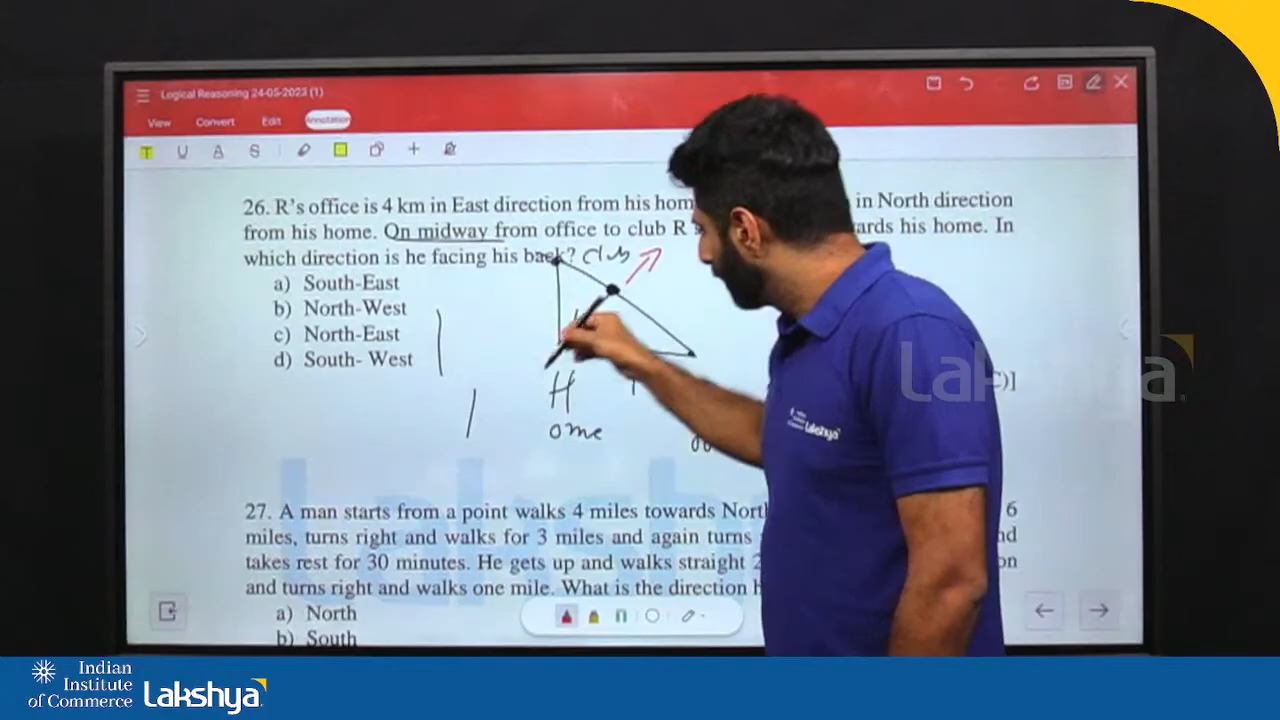 Logical Reasoning 24-05-2023 (1)
View Convert Edit Annotation
26. R's office is 4 km in East direction from his hom in North direction
from his home. On midway from office to club R ards his home. In
which direction is he facing his back? Club
a) South-East
b) North-West
c) North-East
d) South- West
H
ome
27. A man starts from a point walks 4 miles towards North 6
miles, turns right and walks for 3 miles and again turns nd
takes rest for 30 minutes. He gets up and walks straight 2 on
and turns right and walks one mile. What is the direction h
a) North
b) South
Lakshya
Lakshya
Lakshya
Indian
Institute
of Commerce Lakshya